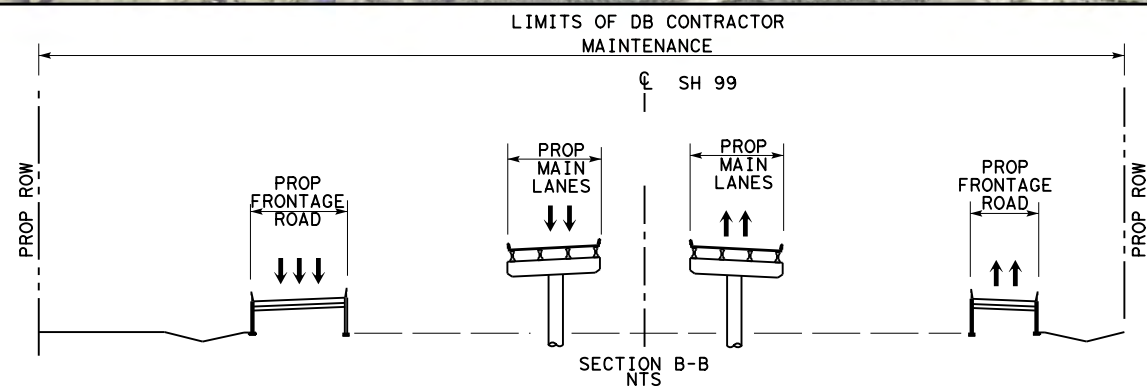 LIMITS OF DB CONTRACTOR
MAINTENANCE
℄ SH 99
PROP ROW
PROP
FRONTAGE
ROAD
PROP
MAIN
LANES
PROP
MAIN
LANES
PROP
FRONTAGE
ROAD
PROP ROW
SECTION B-B
NTS